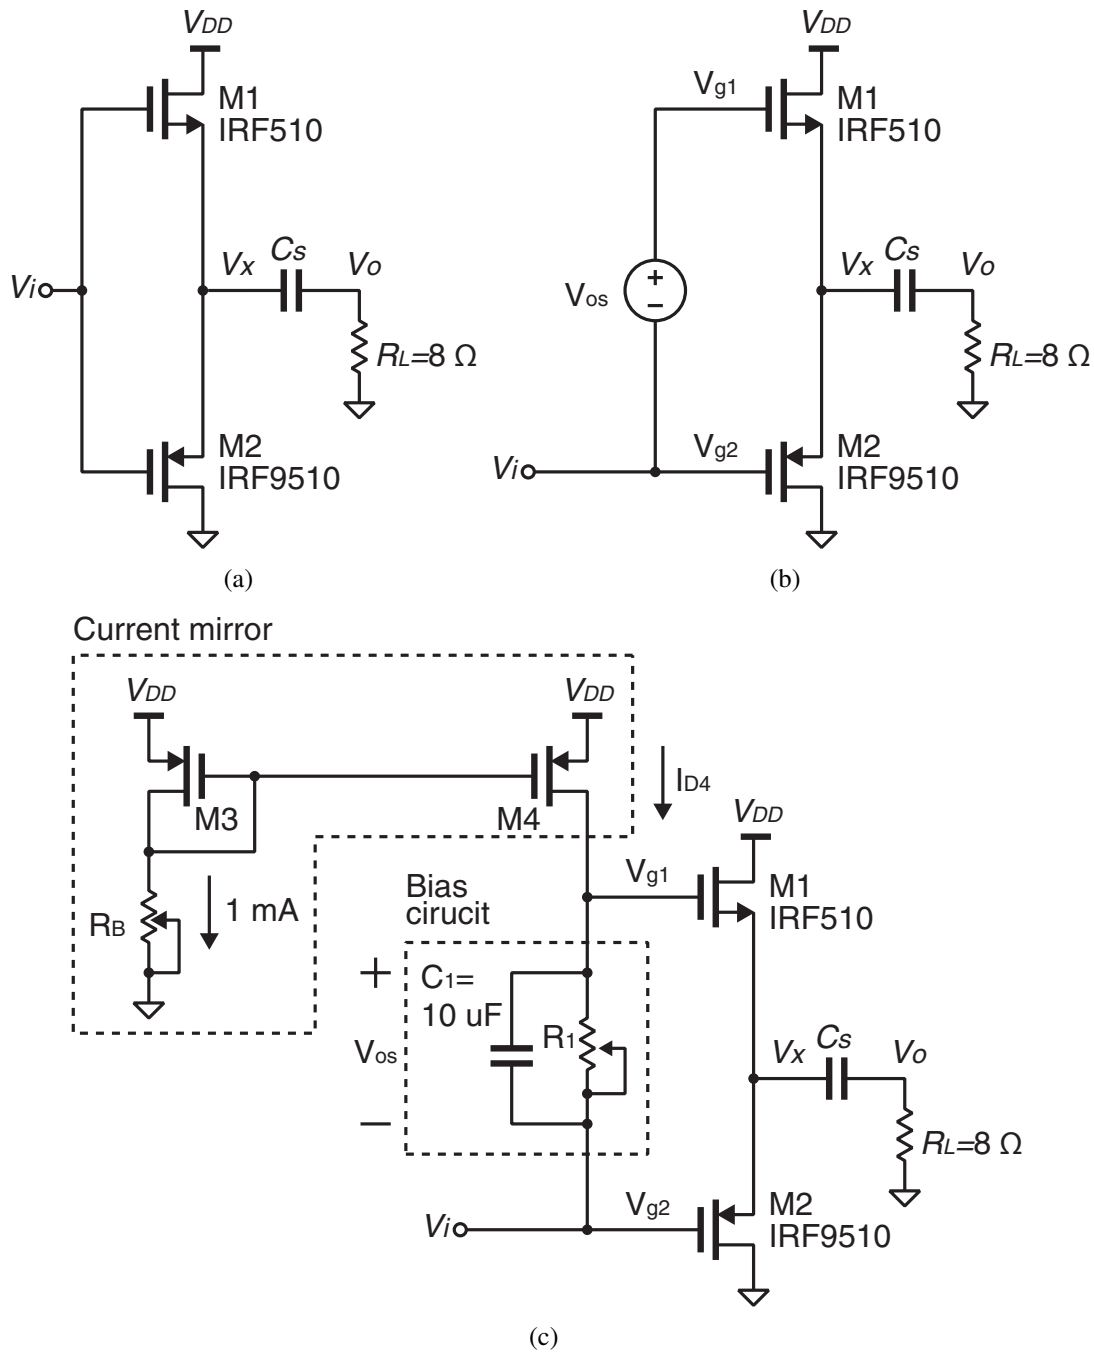 VDD
M1
IRF510
Vi
Vx
Cs
Vo
RL=8 Ω
M2
IRF9510
(a)
VDD
Vg1
M1
IRF510
+
−
Vos
Vx
Cs
Vo
RL=8 Ω
Vg2
Vi
M2
IRF9510
(b)
Current mirror
VDD
VDD
M3
M4
ID4
RB
1 mA
VDD
Vg1
M1
IRF510
Bias
cirucit
+
C1=
10 uF
R1
Vos
−
Vx
Cs
Vo
RL=8 Ω
Vg2
Vi
M2
IRF9510
(c)